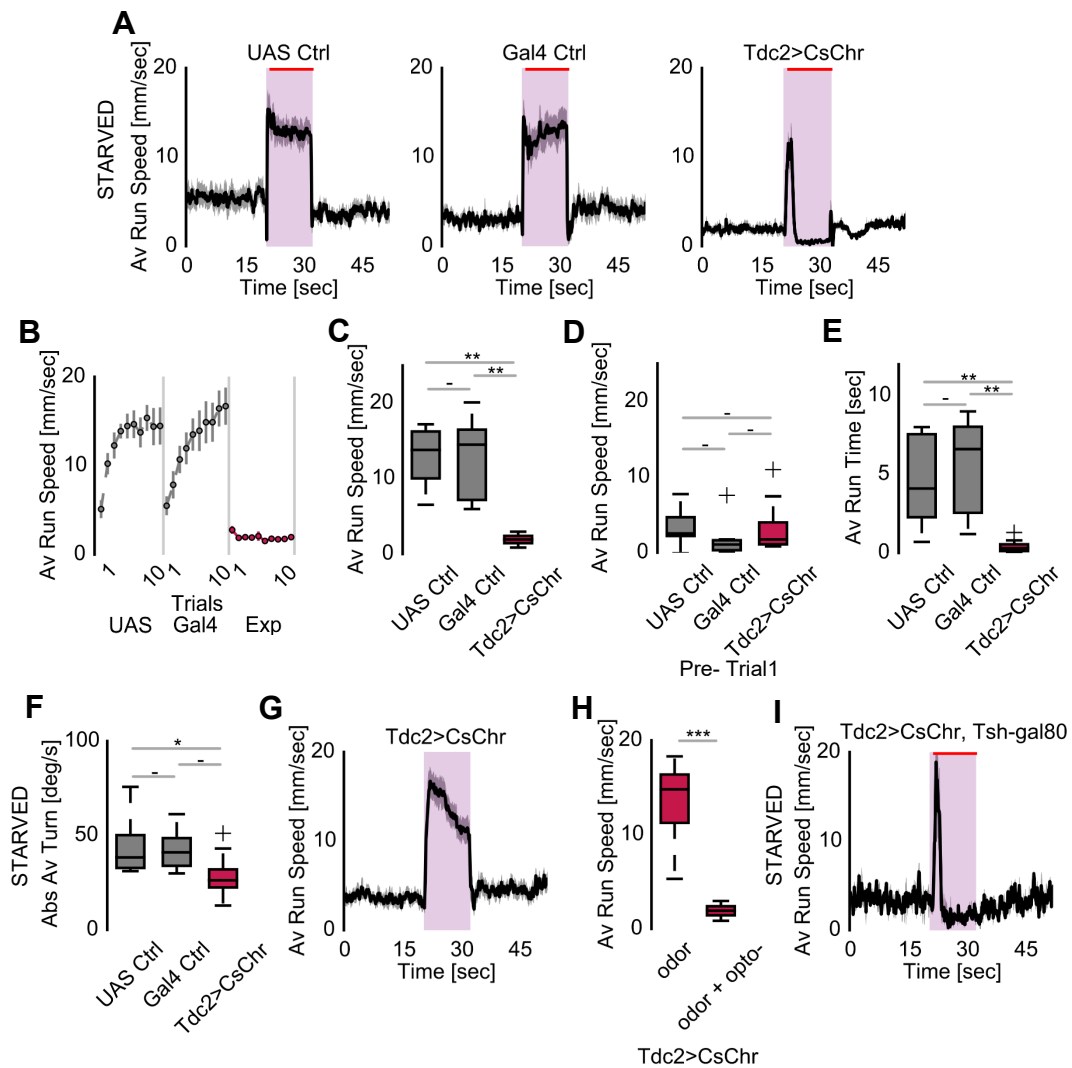 A
UAS Ctrl
Gal4 Ctrl
Tdc2>CsChr
STARVED
Av Run Speed [mm/sec]
20
10
0
0 15 30 45
Time [sec]
20
10
0
0 15 30 45
Time [sec]
20
10
0
0 15 30 45
Time [sec]
B
Av Run Speed [mm/sec]
20
10
0
1 10 1 10 1 10
Trials
UAS Gal4 Exp
C
Av Run Speed [mm/sec]
20
10
0
**
**
-
UAS Ctrl
Gal4 Ctrl
Tdc2>CsChr
D
Av Run Speed [mm/sec]
20
10
0
-
-
-
UAS Ctrl
Gal4 Ctrl
Tdc2>CsChr
Pre- Trial1
E
Av Run Time [sec]
10
5
0
**
**
-
UAS Ctrl
Gal4 Ctrl
Tdc2>CsChr
F
STARVED
Abs Av Turn [deg/s]
100
50
0
*
-
-
UAS Ctrl
Gal4 Ctrl
Tdc2>CsChr
G
Tdc2>CsChr
Av Run Speed [mm/sec]
20
10
0
0 15 30 45
Time [sec]
H
Av Run Speed [mm/sec]
20
10
0
***
odor
odor + opto-
Tdc2>CsChr
I
Tdc2>CsChr, Tsh-gal80
STARVED
Av Run Speed [mm/sec]
20
10
0
0 15 30 45
Time [sec]